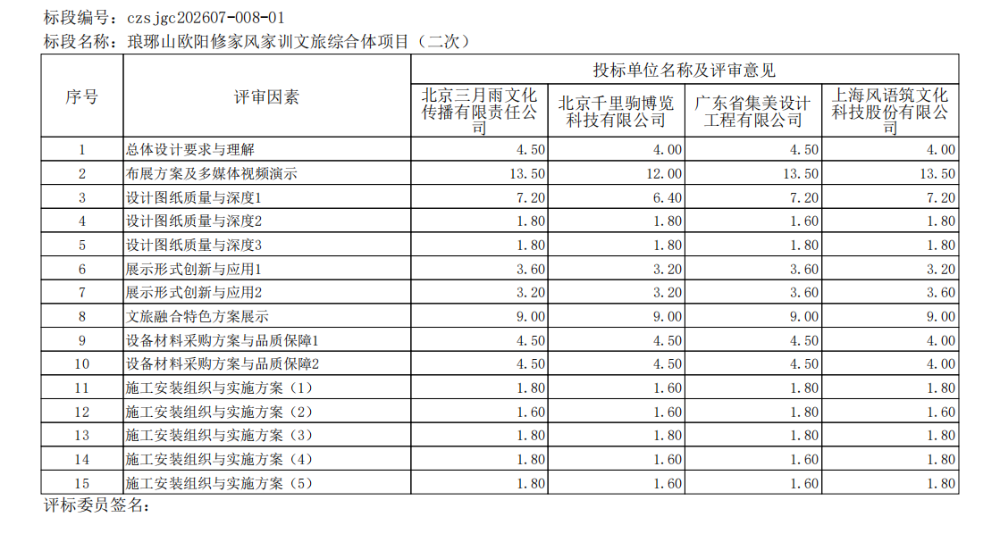 标段编号：czsjgc202607-008-01
标段名称：琅琊山欧阳修家风家训文旅综合体项目（二次）
序号 评审因素 投标单位名称及评审意见
北京三月雨文化传播有限责任公司 北京千里驹博览科技有限公司 广东省集美设计工程有限公司 上海风语筑文化科技股份有限公司
1 总体设计要求与理解 4.50 4.00 4.50 4.00
2 布展方案及多媒体视频演示 13.50 12.00 13.50 13.50
3 设计图纸质量与深度1 7.20 6.40 7.20 7.20
4 设计图纸质量与深度2 1.80 1.80 1.60 1.80
5 设计图纸质量与深度3 1.80 1.80 1.80 1.80
6 展示形式创新与应用1 3.60 3.20 3.60 3.20
7 展示形式创新与应用2 3.20 3.20 3.60 3.60
8 文旅融合特色方案展示 9.00 9.00 9.00 9.00
9 设备材料采购方案与品质保障1 4.50 4.50 4.50 4.00
10 设备材料采购方案与品质保障2 4.50 4.50 4.50 4.00
11 施工安装组织与实施方案（1） 1.80 1.60 1.80 1.80
12 施工安装组织与实施方案（2） 1.60 1.60 1.80 1.60
13 施工安装组织与实施方案（3） 1.80 1.80 1.80 1.80
14 施工安装组织与实施方案（4） 1.80 1.60 1.60 1.80
15 施工安装组织与实施方案（5） 1.80 1.60 1.60 1.80
评标委员签名：